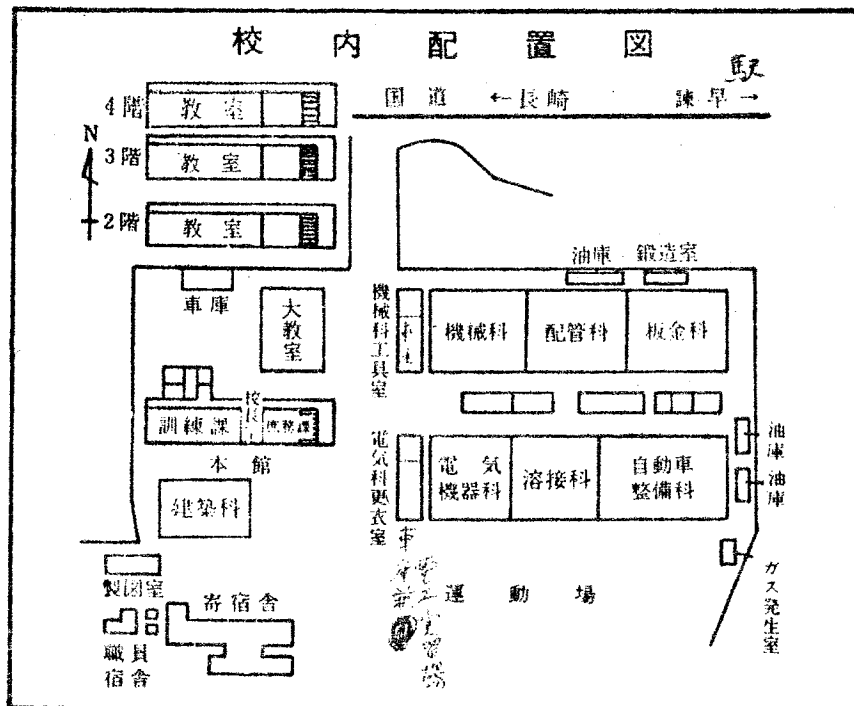 校内配置図
駅
国道 ←長崎 諫早→
4階 教室
N
3階 教室
2階 教室
油庫 鍛造室
車庫
大教室
機械科工具室
機械科 配管科 板金科
訓練課 校長室 庶務課
本館
電気科更衣室
電気機器科 溶接科 自動車整備科
油庫
油庫
建築科
ガス発生室
製図室
運動場
寄宿舎
職員宿舎